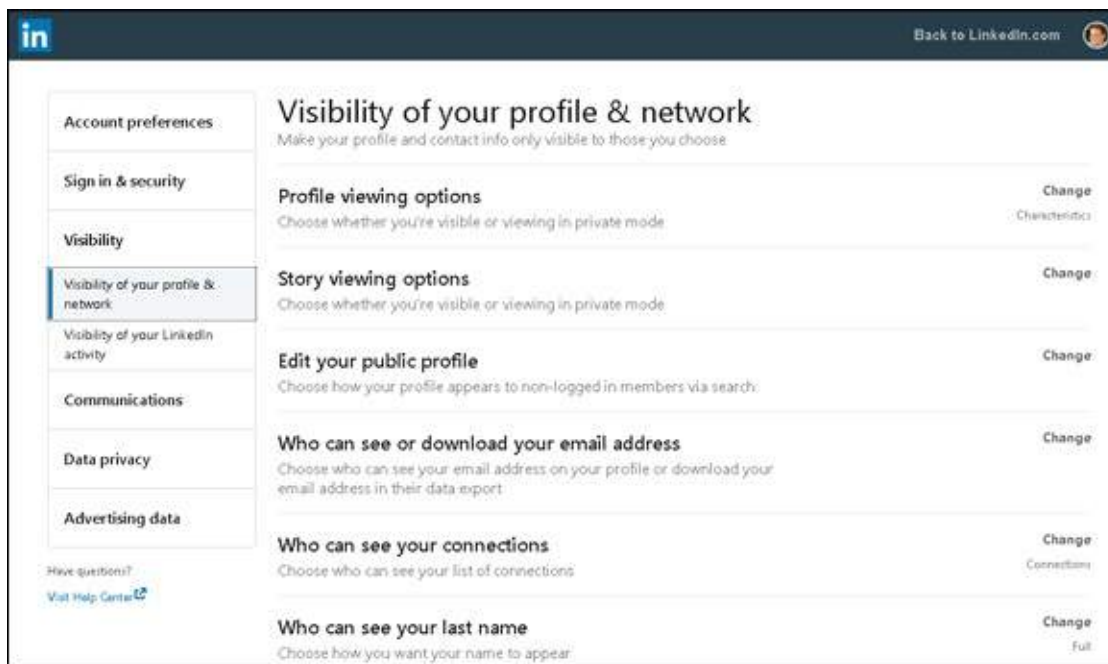 in
Back to LinkedIn.com
Account preferences
Sign in & security
Visibility
Visibility of your profile &
network
Visibility of your LinkedIn
activity
Communications
Data privacy
Advertising data
Have questions?
Visit Help Center
Visibility of your profile & network
Make your profile and contact info only visible to those you choose
Profile viewing options
Change
Choose whether you're visible or viewing in private mode
Characteristics
Story viewing options
Change
Choose whether you're visible or viewing in private mode
Edit your public profile
Change
Choose how your profile appears to non-logged in members via search
Who can see or download your email address
Change
Choose who can see your email address on your profile or download your
email address in their data export
Who can see your connections
Change
Choose who can see your list of connections
Connections
Who can see your last name
Change
Choose how you want your name to appear
Full